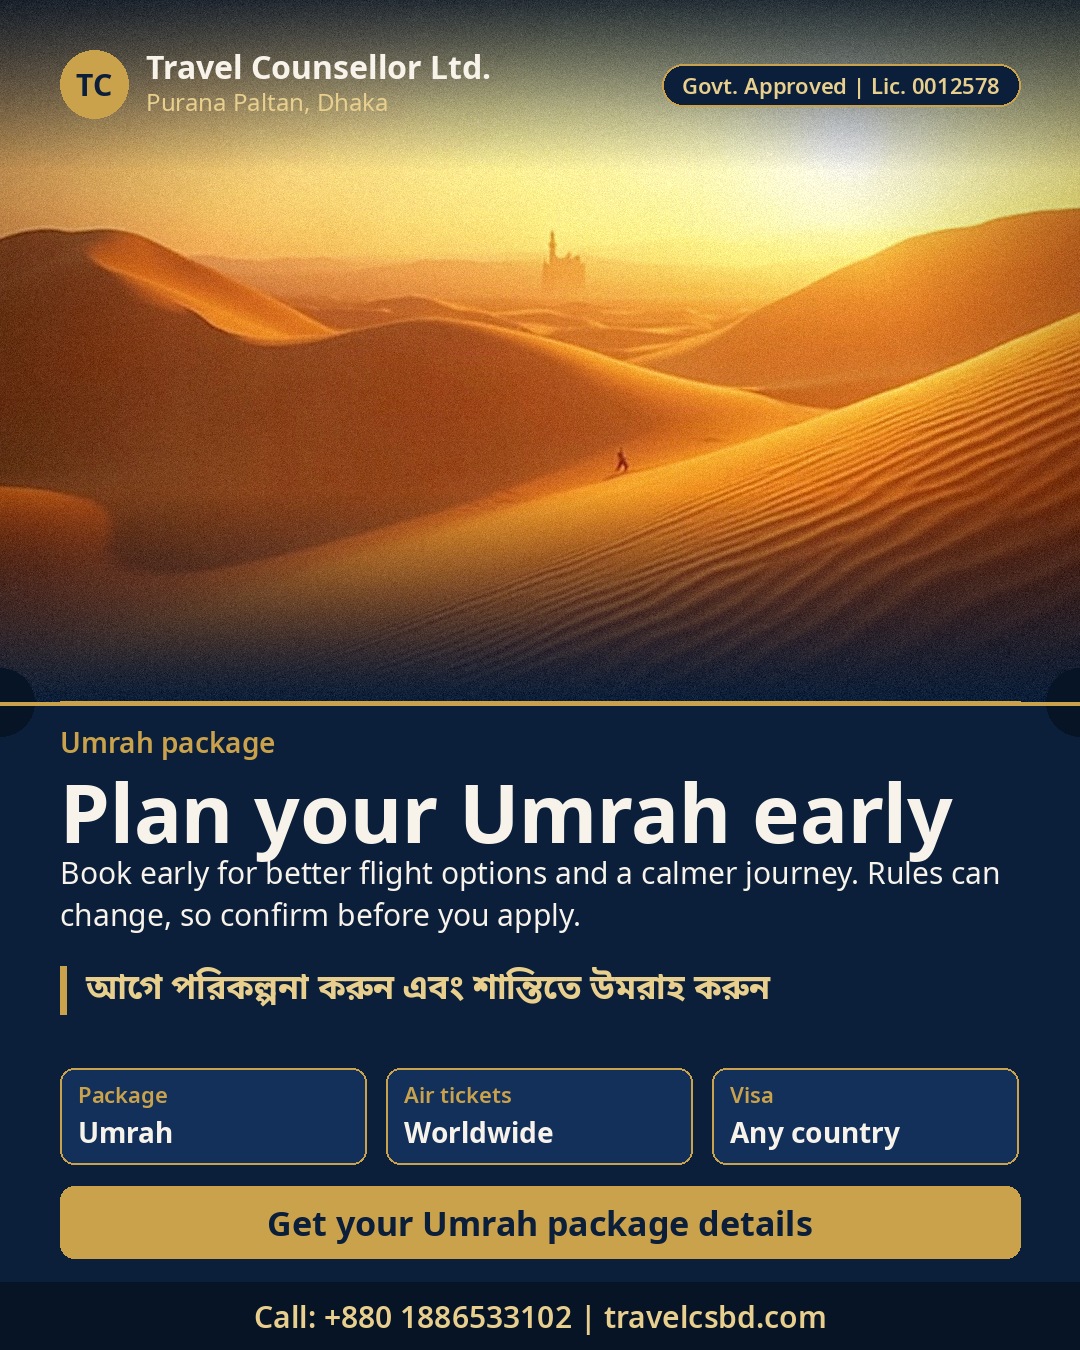 TC
Travel Counsellor Ltd.
Purana Paltan, Dhaka
Govt. Approved | Lic. 0012578
Umrah package
Plan your Umrah early
Book early for better flight options and a calmer journey. Rules can
change, so confirm before you apply.
আগে পরিকল্পনা করুন এবং শান্তিতে উমরাহ করুন
Package
Umrah
Air tickets
Worldwide
Visa
Any country
Get your Umrah package details
Call: +880 1886533102 | travelcsbd.com